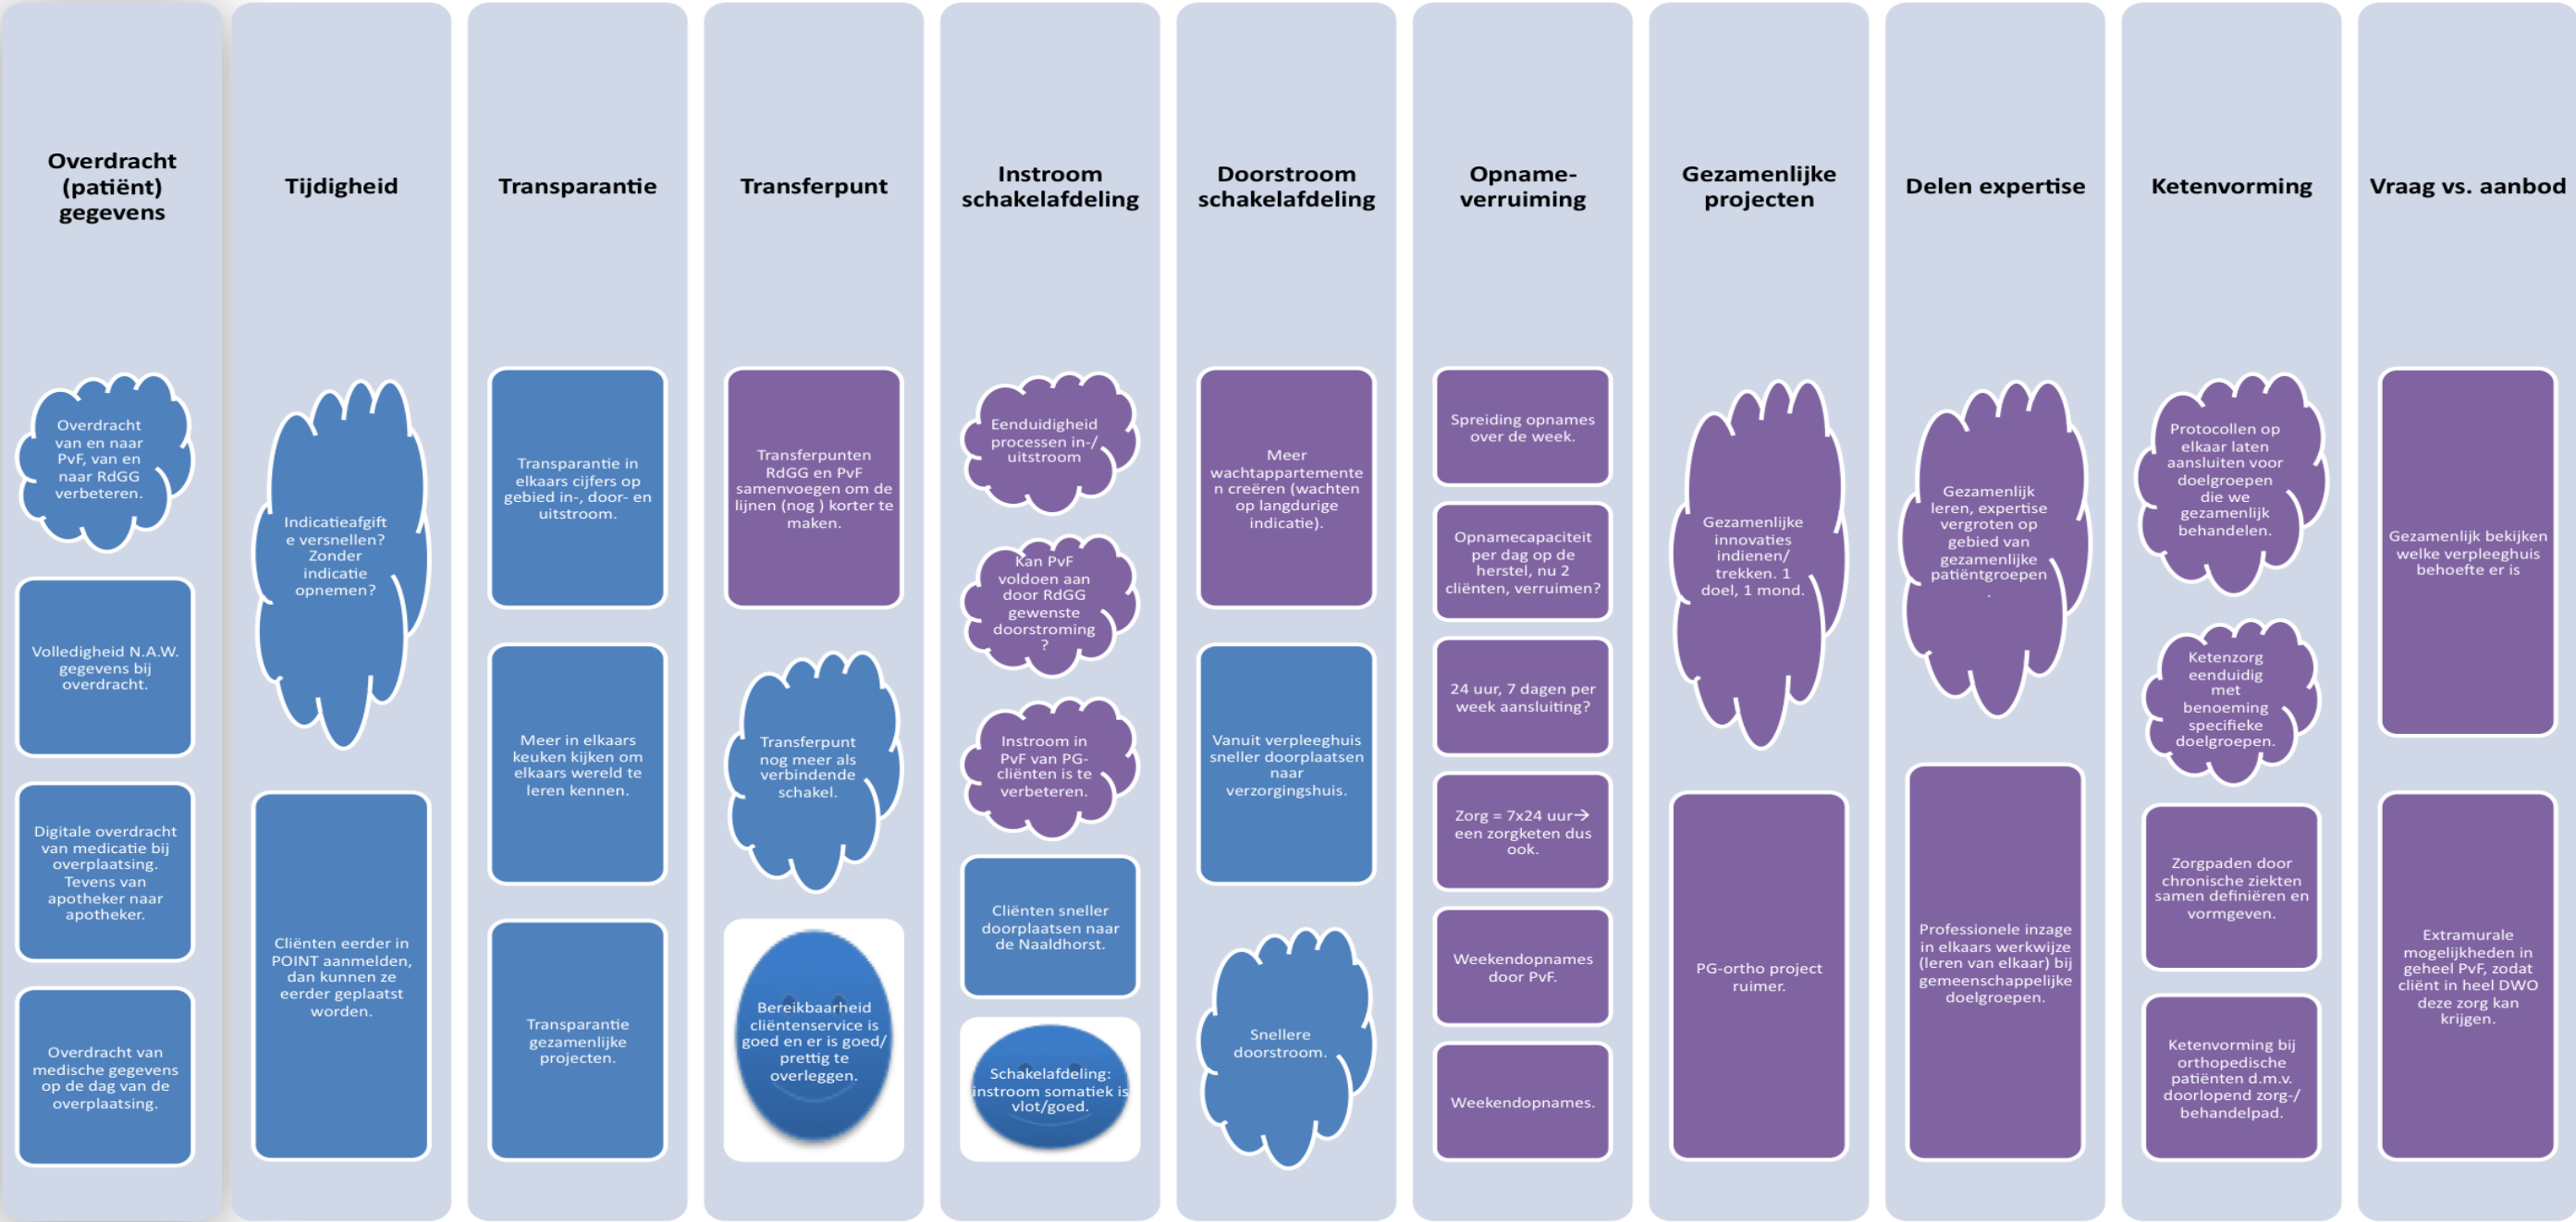 Overdracht
(patiënt)
gegevens
Overdracht
van en naar
PvF, van en
naar RdGG
verbeteren.
Volledigheid N.A.W.
gegevens bij
overdracht.
Digitale overdracht
van medicatie bij
overplaatsing.
Tevens van
apotheker naar
apotheker.
Overdracht van
medische gegevens
op de dag van de
overplaatsing.
Tijdigheid
Indicatieafgift
e versnellen?
Zonder
indicatie
opnemen?
Cliënten eerder in
POINT aanmelden,
dan kunnen ze
eerder geplaatst
worden.
Transparantie
Transparantie in
elkaars cijfers op
gebied in-, door- en
uitstroom.
Meer in elkaars
keuken kijken om
elkaars wereld te
leren kennen.
Transparantie
gezamenlijke
projecten.
Transferpunt
Transferpunten
RdGG en PvF
samenvoegen om de
lijnen (nog ) korter te
maken.
Transferpunt
nog meer als
verbindende
schakel.
Bereikbaarheid
cliëntenservice is
goed en er is goed/
prettig te
overleggen.
Instroom
schakelafdeling
Eenduidigheid
processen in-/
uitstroom
Kan PvF
voldoen aan
door RdGG
gewenste
doorstroming
?
Instroom in
PvF van PG-
cliënten is te
verbeteren.
Cliënten sneller
doorplaatsen naar
de Naaldhorst.
Schakelafdeling:
instroom somatiek is
vlot/goed.
Doorstroom
schakelafdeling
Meer
wachtappartemente
n creëren (wachten
op langdurige
indicatie).
Vanuit verpleeghuis
sneller doorplaatsen
naar
verzorgingshuis.
Snellere
doorstroom.
Opname-
verruiming
Spreiding opnames
over de week.
Opnamecapaciteit
per dag op de
herstel, nu 2
cliënten, verruimen?
24 uur, 7 dagen per
week aansluiting?
Zorg = 7x24 uur→
een zorgketen dus
ook.
Weekendopnames
door PvF.
Weekendopnames.
Gezamenlijke
projecten
Gezamenlijke
innovaties
indienen/
trekken. 1
doel, 1 mond.
PG-ortho project
ruimer.
Delen expertise
Gezamenlijk
leren, expertise
vergroten op
gebied van
gezamenlijke
patiëntgroepen
.
Professionele inzage
in elkaars werkwijze
(leren van elkaar) bij
gemeenschappelijke
doelgroepen.
Ketenvorming
Protocollen op
elkaar laten
aansluiten voor
doelgroepen
die we
gezamenlijk
behandelen.
Ketenzorg
eenduidig
met
benoeming
specifieke
doelgroepen.
Zorgpaden door
chronische ziekten
samen definiëren en
vormgeven.
Ketenvorming bij
orthopedische
patiënten d.m.v.
doorlopend zorg-/
behandelpad.
Vraag vs. aanbod
Gezamenlijk bekijken
welke verpleeghuis
behoefte er is
Extramurale
mogelijkheden in
geheel PvF, zodat
cliënt in heel DWO
deze zorg kan
krijgen.